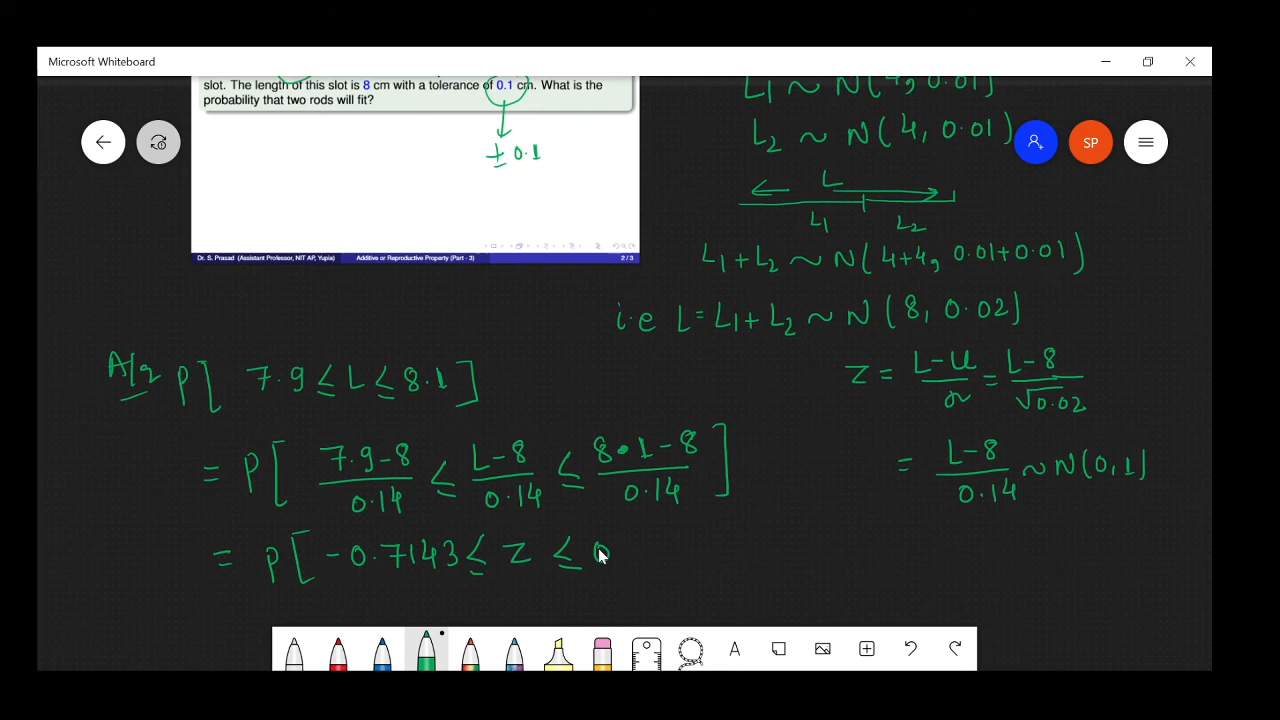 Microsoft Whiteboard
slot. The length of this slot is 8 cm with a tolerance of 0.1 cm. What is the
probability that two rods will fit?
± 0.1
Dr. S. Prasad (Assistant Professor, NIT AP, Yupia) Additive or Reproductive Property (Part - 3) 2 / 3
L₁ ~ N(4, 0.01)
L₂ ~ N(4, 0.01)
SP
L
L₁ L₂
L₁+L₂ ~ N(4+4, 0.01+0.01)
i.e L = L₁+L₂ ~ N(8, 0.02)
Z = L-μ/σ = L-8/√0.02
= L-8/0.14 ~ N(0,1)
A/q P[ 7.9 ≤ L ≤ 8.1]
= P[ 7.9-8/0.14 ≤ L-8/0.14 ≤ 8.1-8/0.14 ]
= P[ -0.7143 ≤ Z ≤ 0
A